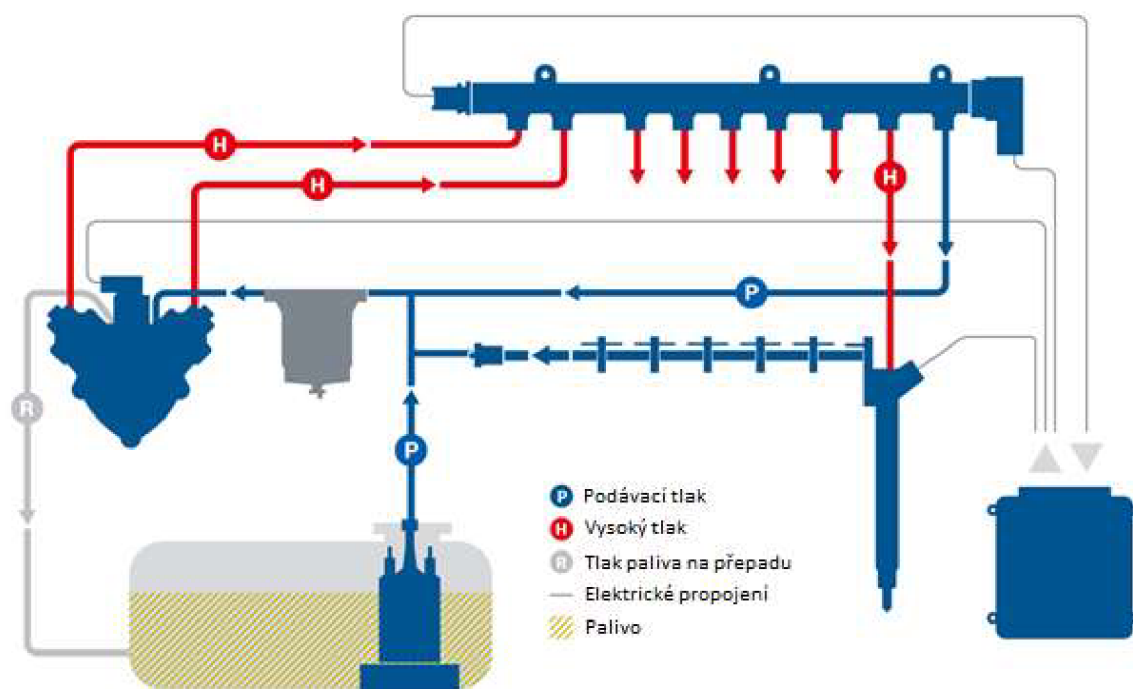 H
H
H
P
R
P
P Podávací tlak
H Vysoký tlak
R Tlak paliva na přepadu
Elektrické propojení
Palivo